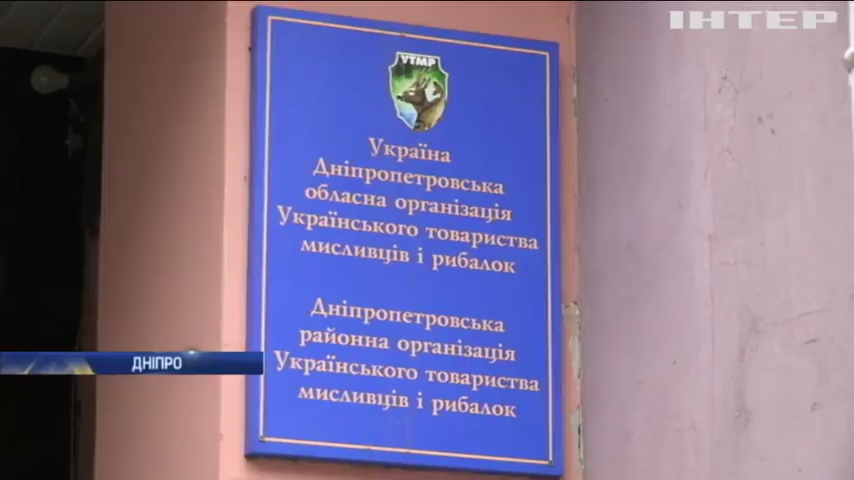 ІНТЕР
УТМР
Україна
Дніпропетровська
обласна організація
Українського товариства
мисливців і рибалок
Дніпропетровська
районна організація
Українського товариства
мисливців і рибалок
ДНІПРО